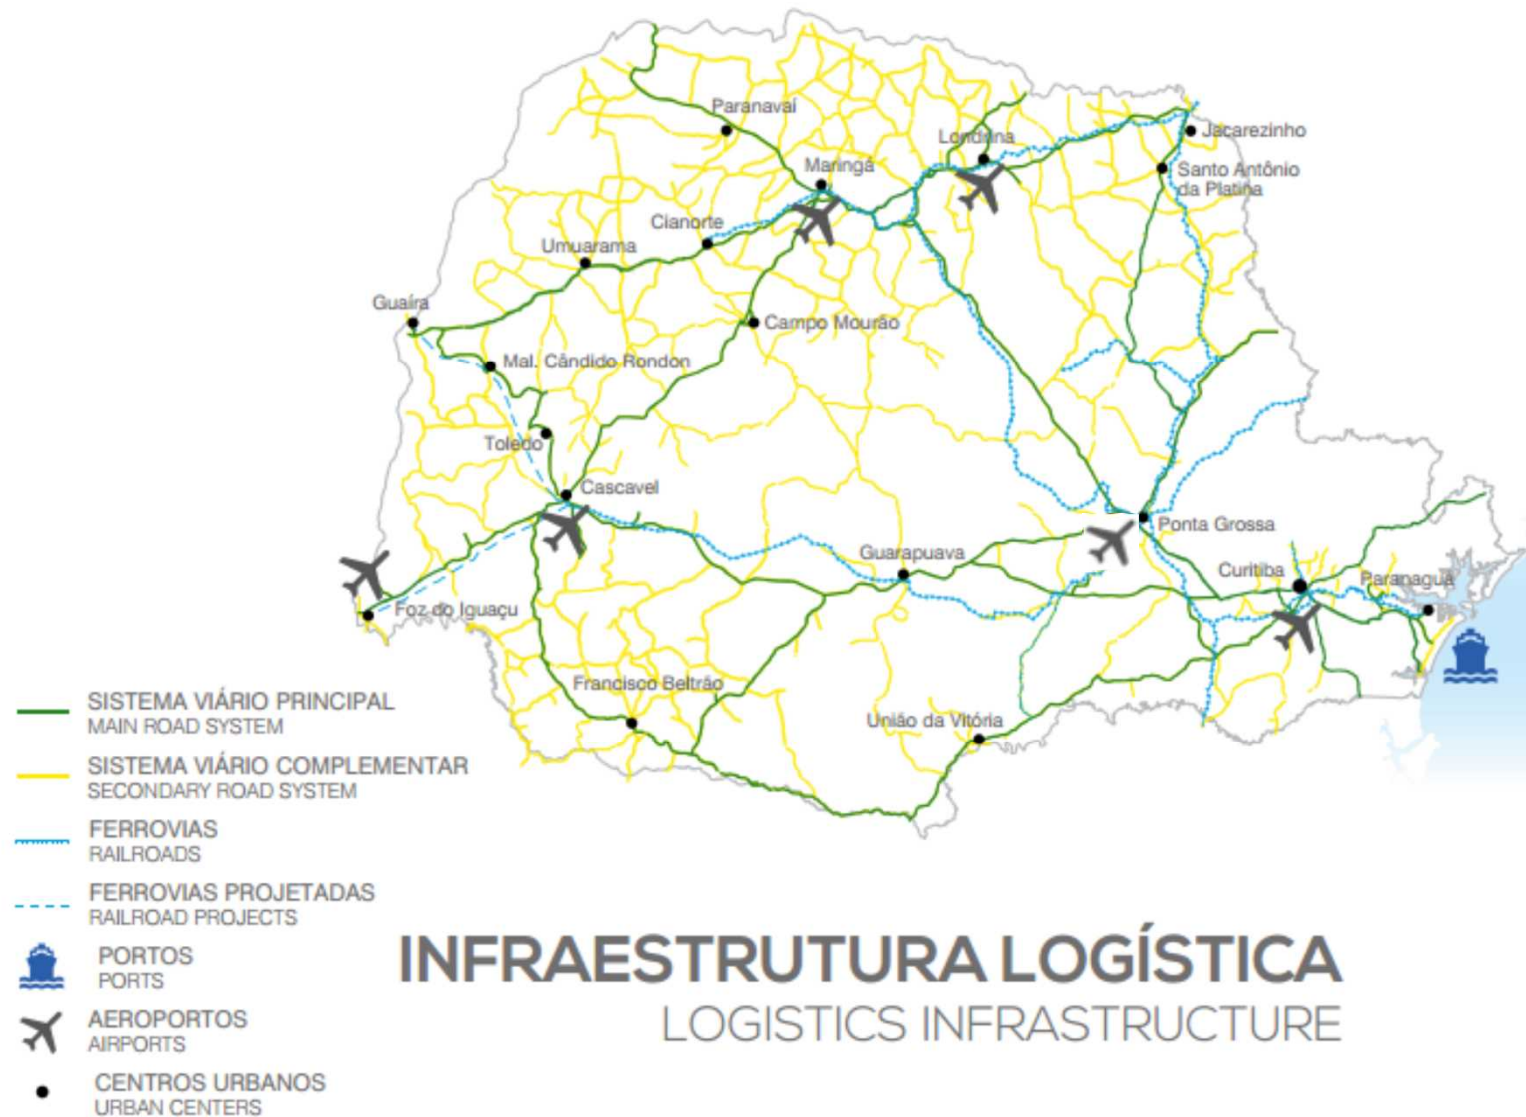 Paranavaí
Londrina
Jacarezinho
Maringá
Santo Antônio
da Platina
Cianorte
Umuarama
Guaíra
Campo Mourão
Mal. Cândido Rondon
Toledo
Cascavel
Ponta Grossa
Guarapuava
Curitiba
Paranaguá
Foz do Iguaçu
Francisco Beltrão
União da Vitória
SISTEMA VIÁRIO PRINCIPAL
MAIN ROAD SYSTEM
SISTEMA VIÁRIO COMPLEMENTAR
SECONDARY ROAD SYSTEM
FERROVIAS
RAILROADS
FERROVIAS PROJETADAS
RAILROAD PROJECTS
PORTOS
PORTS
AEROPORTOS
AIRPORTS
CENTROS URBANOS
URBAN CENTERS
INFRAESTRUTURA LOGÍSTICA
LOGISTICS INFRASTRUCTURE